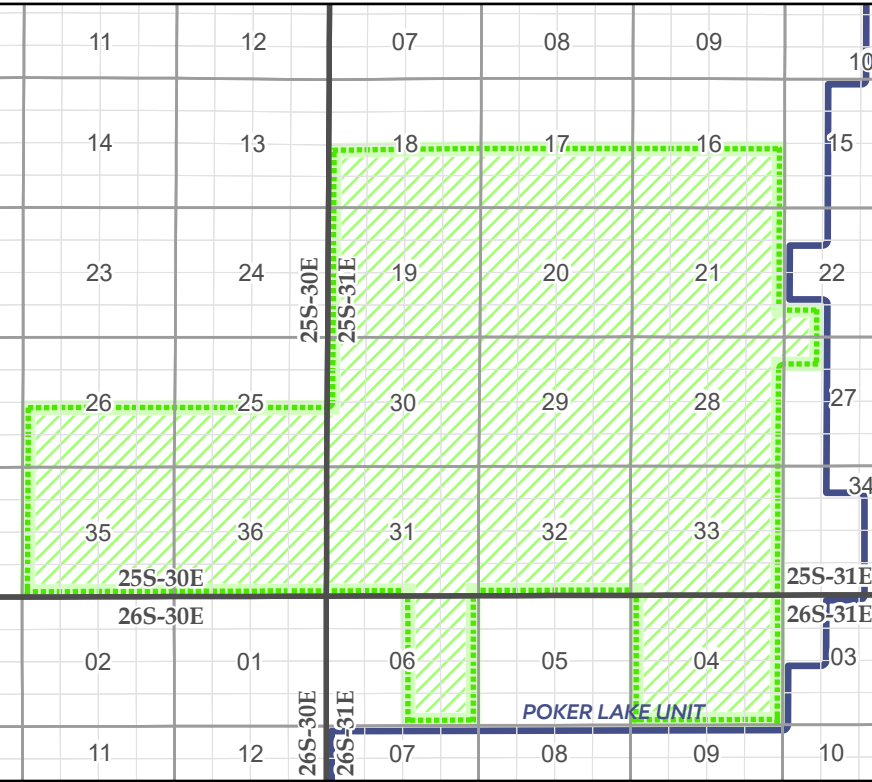 11 12 07 08 09
10
14 13 18 17 16 15
23 24 19 20 21 22
25S-30E
25S-31E
26 25 30 29 28 27
34
35 36 31 32 33
25S-30E 25S-31E
26S-30E 26S-31E
02 01 06 05 04 03
26S-30E
26S-31E
POKER LAKE UNIT
11 12 07 08 09 10